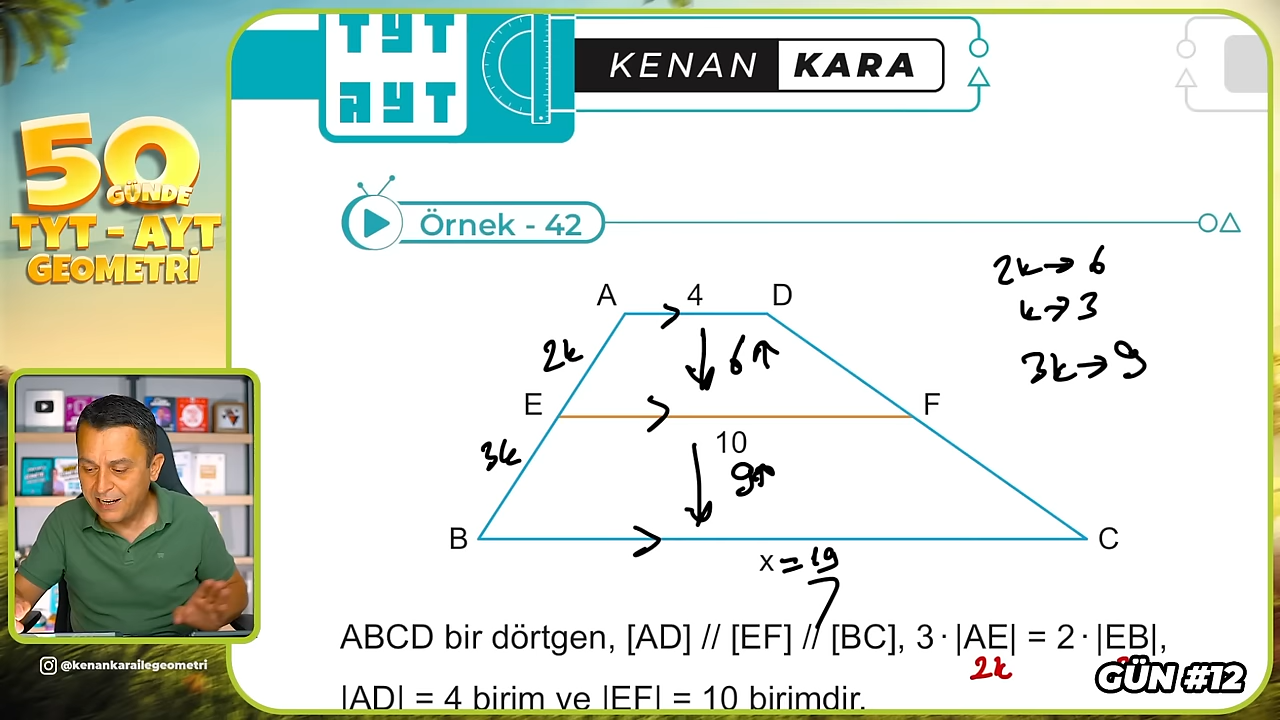 TYT
AYT
KENAN KARA
50
GÜNDE
TYT - AYT
GEOMETRİ
Örnek - 42
2k → 6
k → 3
3k → 9
A 4 D
2k 6↑
E F
10
3k 9↑
B C
x = 19
ABCD bir dörtgen, [AD] // [EF] // [BC], 3·|AE| = 2·|EB|,
2k
|AD| = 4 birim ve |EF| = 10 birimdir.
@kenankarailegeometri
GÜN #12